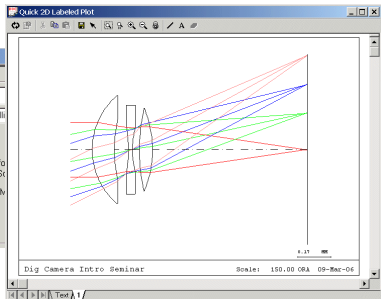 Quick 2D Labeled Plot
0.17 MM
Dig Camera Intro Seminar Scale: 150.00 ORA 09-Mar-06
Text 1